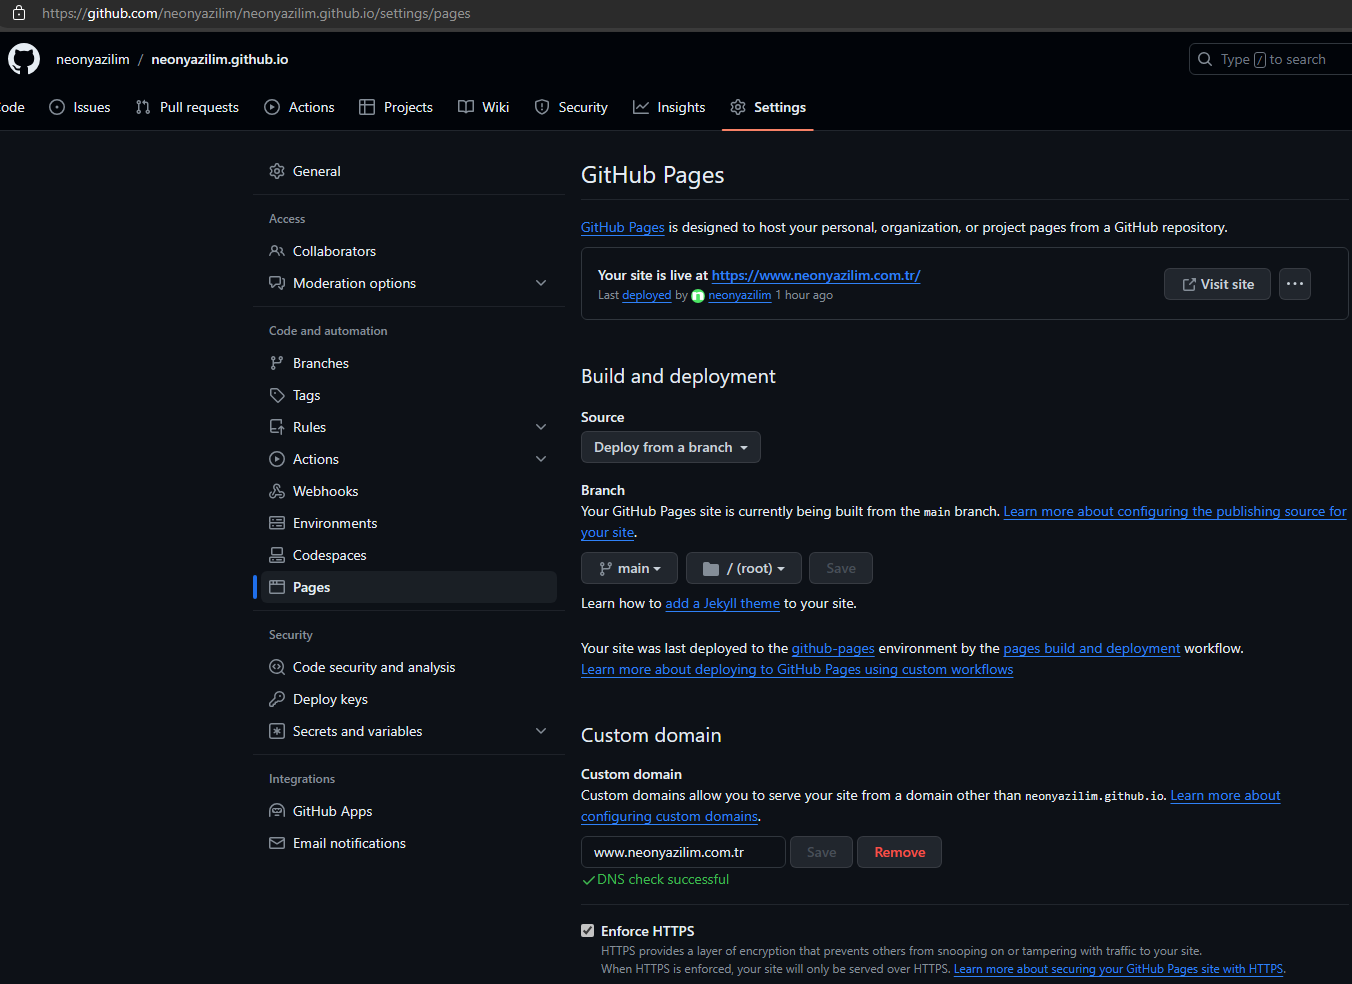 https://github.com/neonyazilim/neonyazilim.github.io/settings/pages
neonyazilim / neonyazilim.github.io
Type / to search
ode Issues Pull requests Actions Projects Wiki Security Insights Settings
General
Access
Collaborators
Moderation options
Code and automation
Branches
Tags
Rules
Actions
Webhooks
Environments
Codespaces
Pages
Security
Code security and analysis
Deploy keys
Secrets and variables
Integrations
GitHub Apps
Email notifications
GitHub Pages
GitHub Pages is designed to host your personal, organization, or project pages from a GitHub repository.
Your site is live at https://www.neonyazilim.com.tr/
Last deployed by neonyazilim 1 hour ago
Visit site
Build and deployment
Source
Deploy from a branch
Branch
Your GitHub Pages site is currently being built from the main branch. Learn more about configuring the publishing source for
your site.
main / (root) Save
Learn how to add a Jekyll theme to your site.
Your site was last deployed to the github-pages environment by the pages build and deployment workflow.
Learn more about deploying to GitHub Pages using custom workflows
Custom domain
Custom domain
Custom domains allow you to serve your site from a domain other than neonyazilim.github.io. Learn more about
configuring custom domains.
www.neonyazilim.com.tr Save Remove
DNS check successful
Enforce HTTPS
HTTPS provides a layer of encryption that prevents others from snooping on or tampering with traffic to your site.
When HTTPS is enforced, your site will only be served over HTTPS. Learn more about securing your GitHub Pages site with HTTPS.